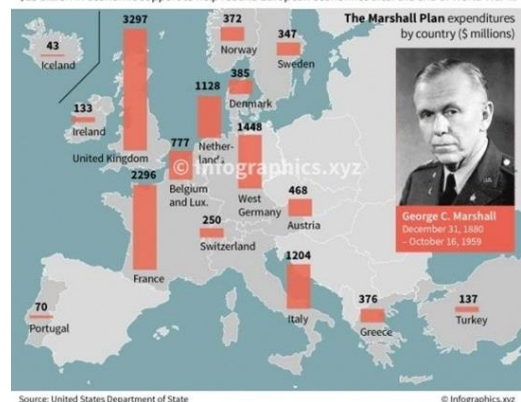 The Marshall Plan expenditures
by country ($ millions)
43
Iceland
3297
United Kingdom
372
Norway
347
Sweden
385
Denmark
133
Ireland
1128
Nether-
lands
777
Belgium
and Lux.
1448
West
Germany
© Infographics.xyz
2296
France
250
Switzerland
468
Austria
George C. Marshall
December 31, 1880
– October 16, 1959
1204
Italy
70
Portugal
376
Greece
137
Turkey
Source: United States Department of State
© Infographics.xyz